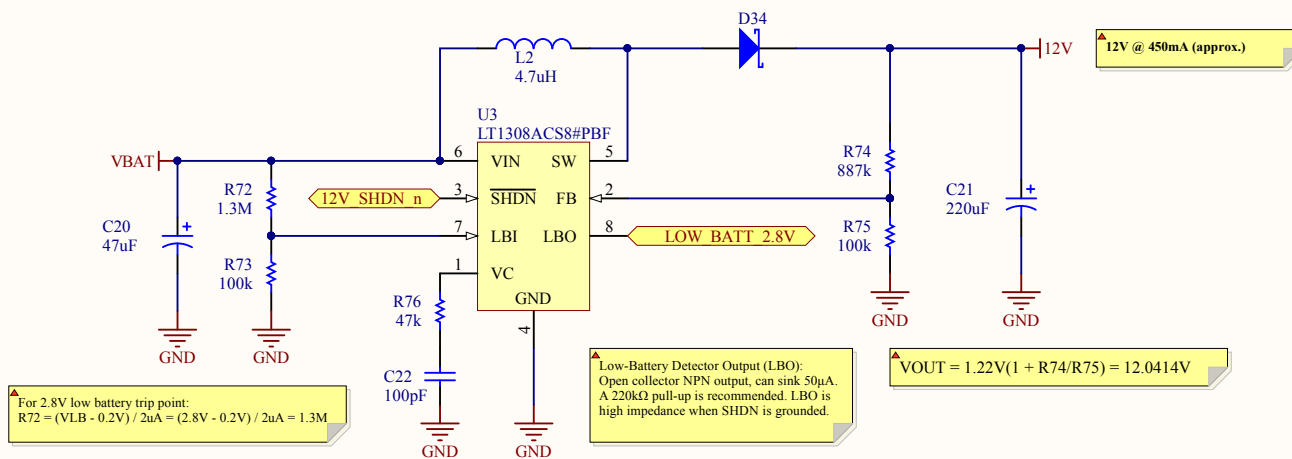 D34
12V
12V @ 450mA (approx.)
L2
4.7uH
U3
LT1308ACS8#PBF
VBAT
6
VIN
SW
5
R74
887k
R72
1.3M
12V_SHDN_n
3
SHDN
FB
2
C21
220uF
C20
47uF
7
LBI
LBO
8
LOW_BATT_2.8V
R75
100k
R73
100k
1
VC
GND
R76
47k
4
GND
GND
GND
GND
C22
100pF
GND
GND
Low-Battery Detector Output (LBO):
Open collector NPN output, can sink 50µA.
A 220kΩ pull-up is recommended. LBO is
high impedance when SHDN is grounded.
VOUT = 1.22V(1 + R74/R75) = 12.0414V
For 2.8V low battery trip point:
R72 = (VLB - 0.2V) / 2uA = (2.8V - 0.2V) / 2uA = 1.3M